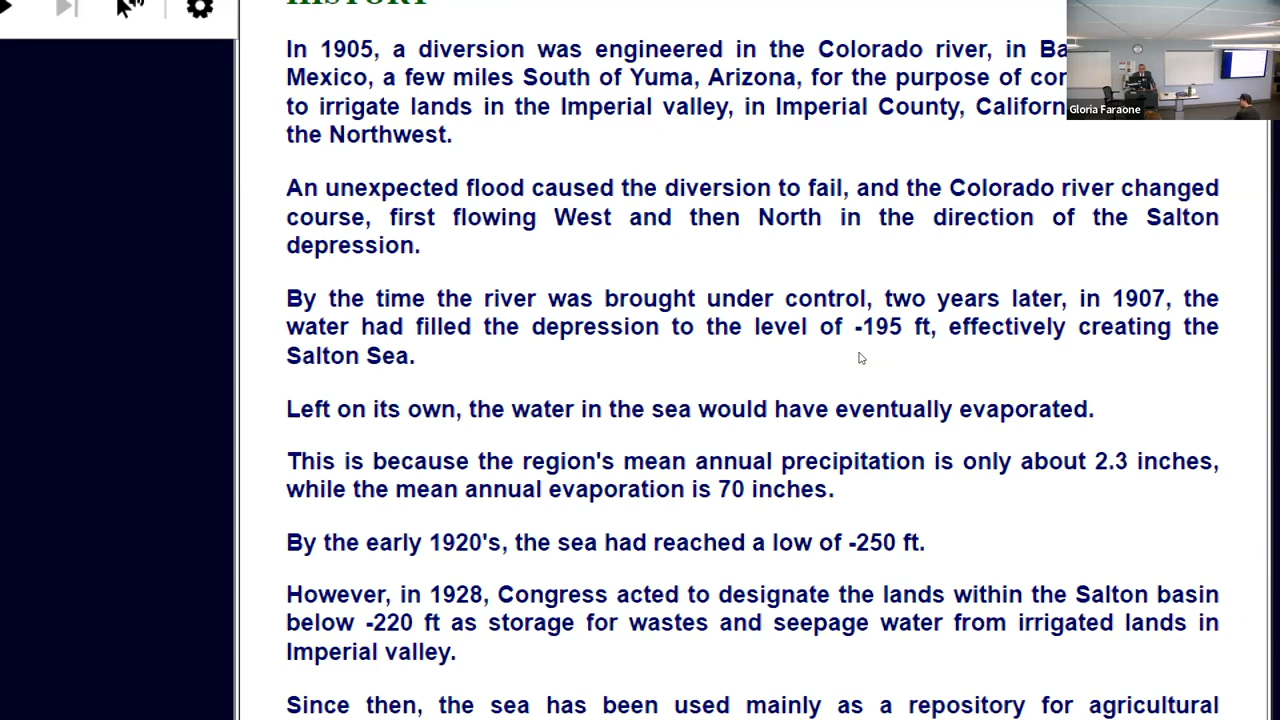 HISTORY
In 1905, a diversion was engineered in the Colorado river, in
Mexico, a few miles South of Yuma, Arizona, for the purpose of
to irrigate lands in the Imperial valley, in Imperial County,
the Northwest.
Gloria Faraone
An unexpected flood caused the diversion to fail, and the Colorado river changed
course, first flowing West and then North in the direction of the Salton
depression.
By the time the river was brought under control, two years later, in 1907, the
water had filled the depression to the level of -195 ft, effectively creating the
Salton Sea.
Left on its own, the water in the sea would have eventually evaporated.
This is because the region's mean annual precipitation is only about 2.3 inches,
while the mean annual evaporation is 70 inches.
By the early 1920's, the sea had reached a low of -250 ft.
However, in 1928, Congress acted to designate the lands within the Salton basin
below -220 ft as storage for wastes and seepage water from irrigated lands in
Imperial valley.
Since then, the sea has been used mainly as a repository for agricultural